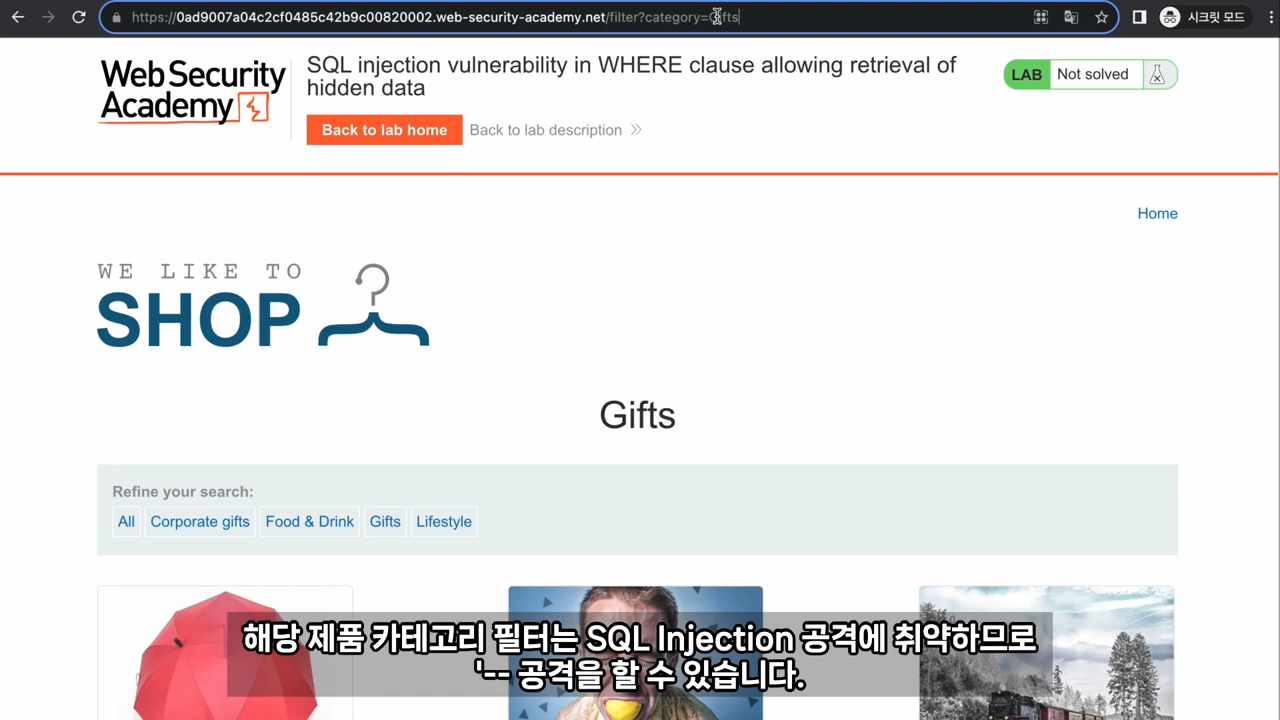 https://0ad9007a04c2cf0485c42b9c00820002.web-security-academy.net/filter?category=Gifts
시크릿 모드
Web Security
Academy
SQL injection vulnerability in WHERE clause allowing retrieval of
hidden data
Back to lab home
Back to lab description
LAB
Not solved
Home
WE LIKE TO
SHOP
Gifts
Refine your search:
All
Corporate gifts
Food & Drink
Gifts
Lifestyle
해당 제품 카테고리 필터는 SQL Injection 공격에 취약하므로
'-- 공격을 할 수 있습니다.